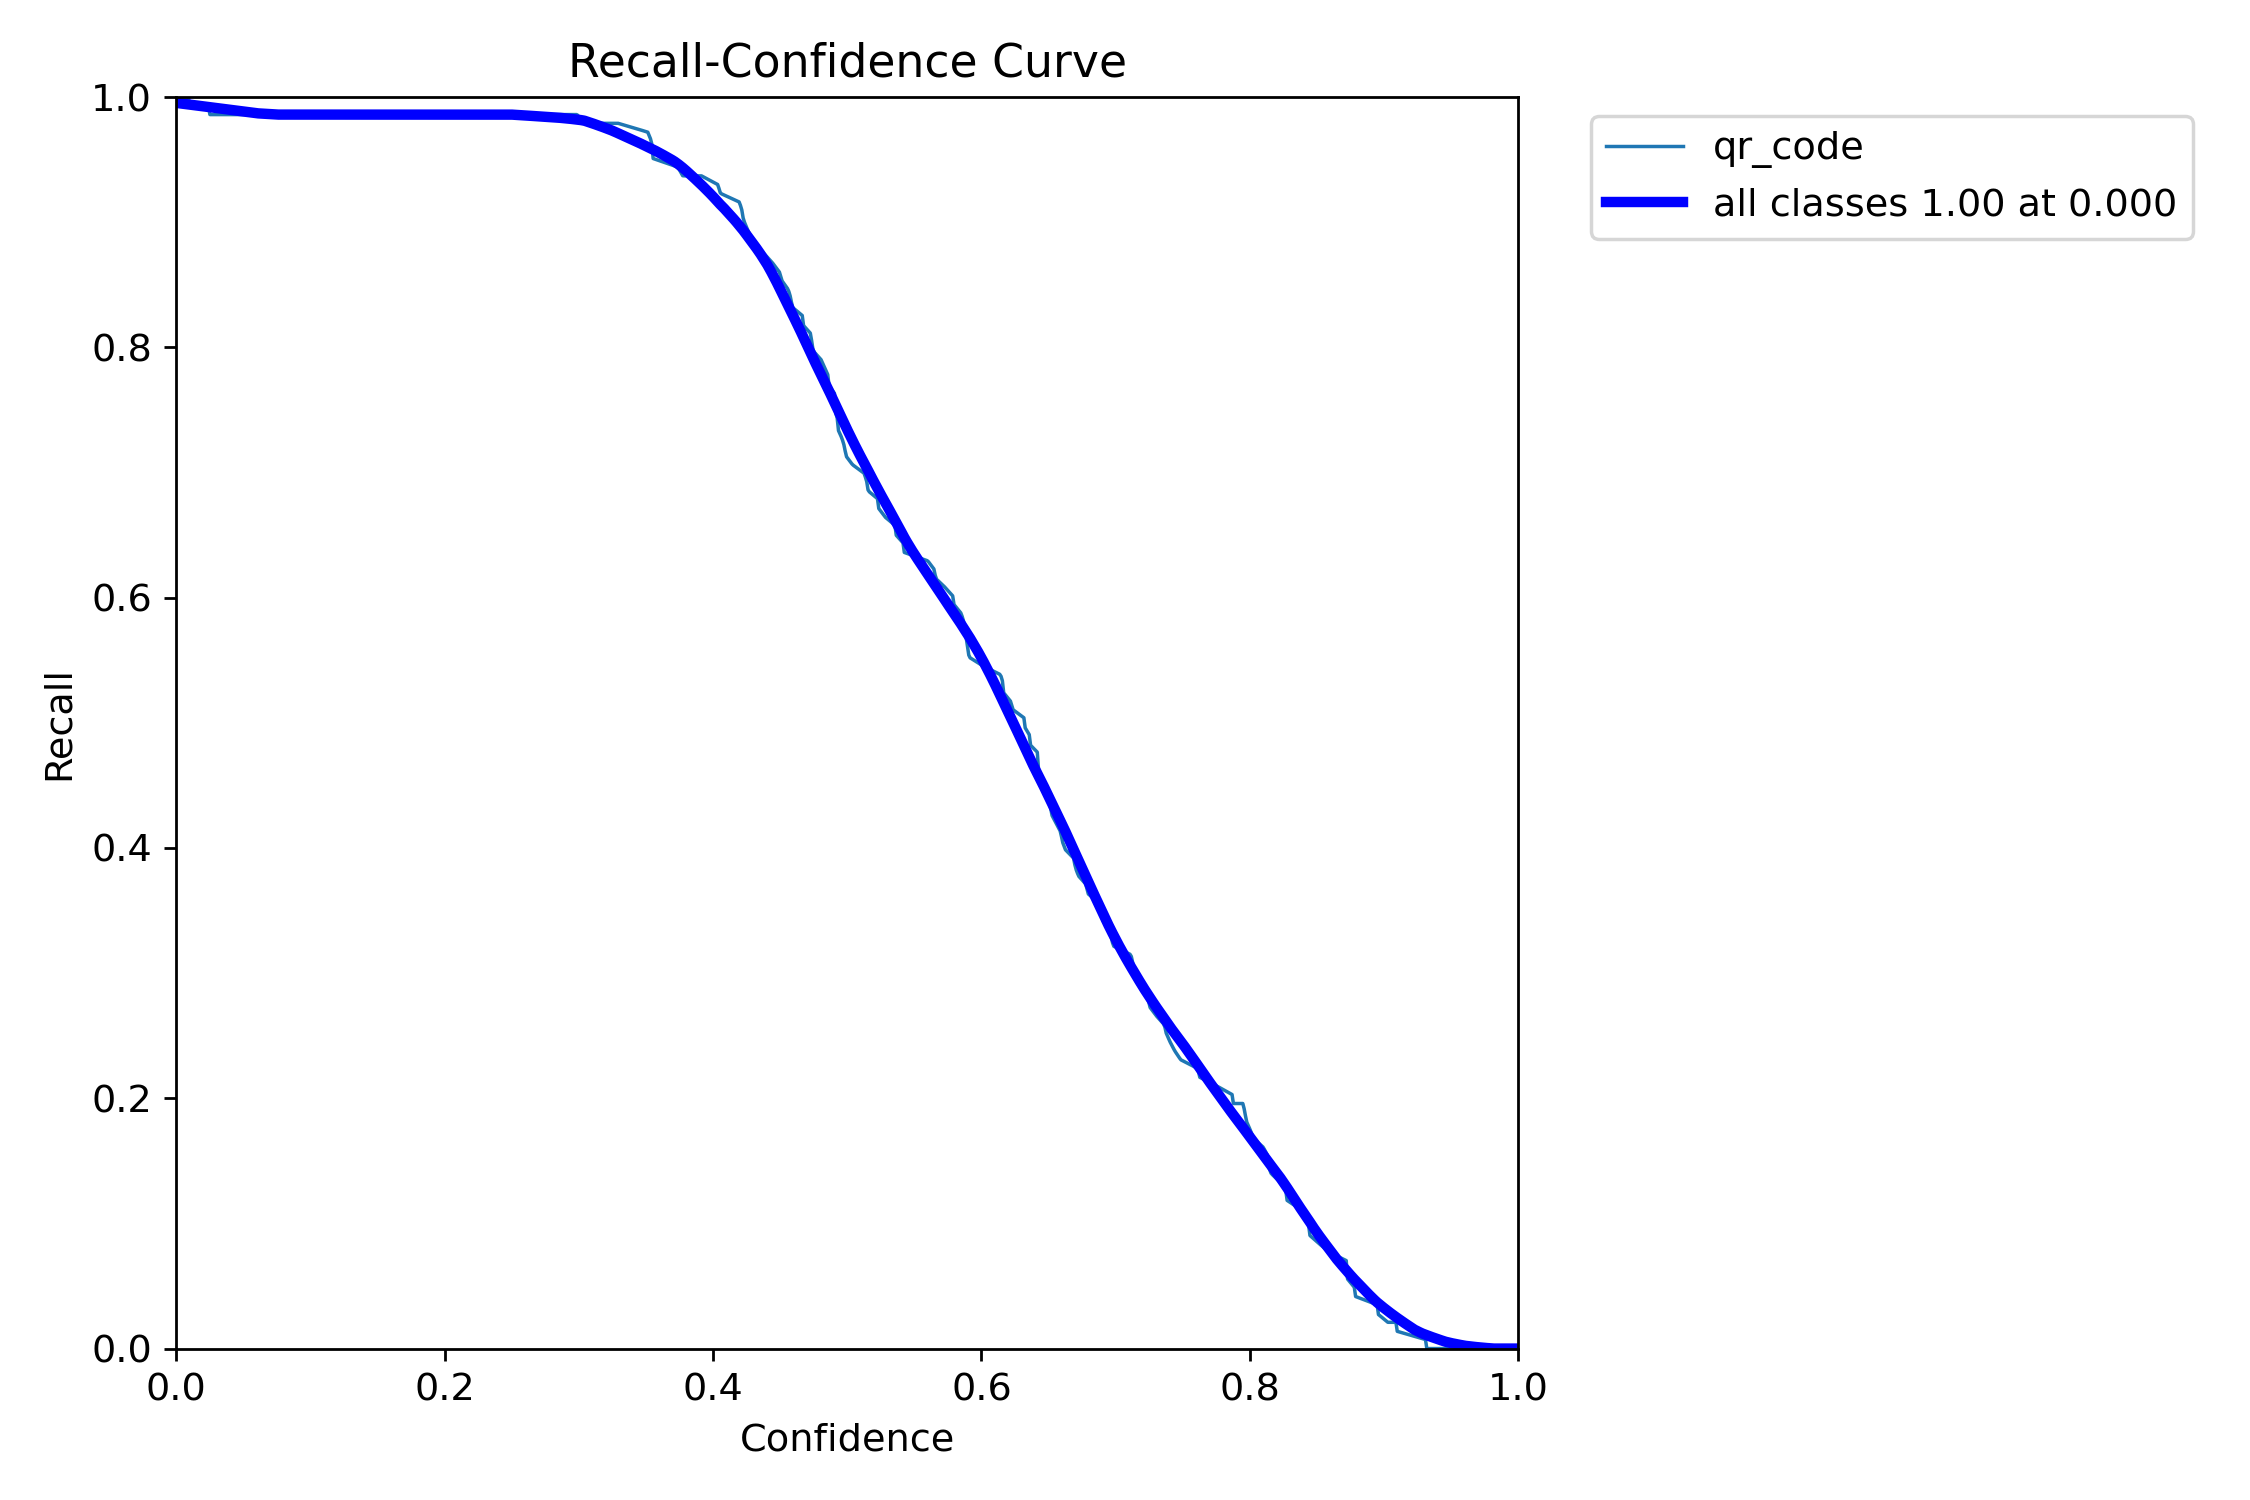 Recall-Confidence Curve
1.0
0.8
0.6
0.4
0.2
0.0
Recall
0.0 0.2 0.4 0.6 0.8 1.0
Confidence
qr_code
all classes 1.00 at 0.000